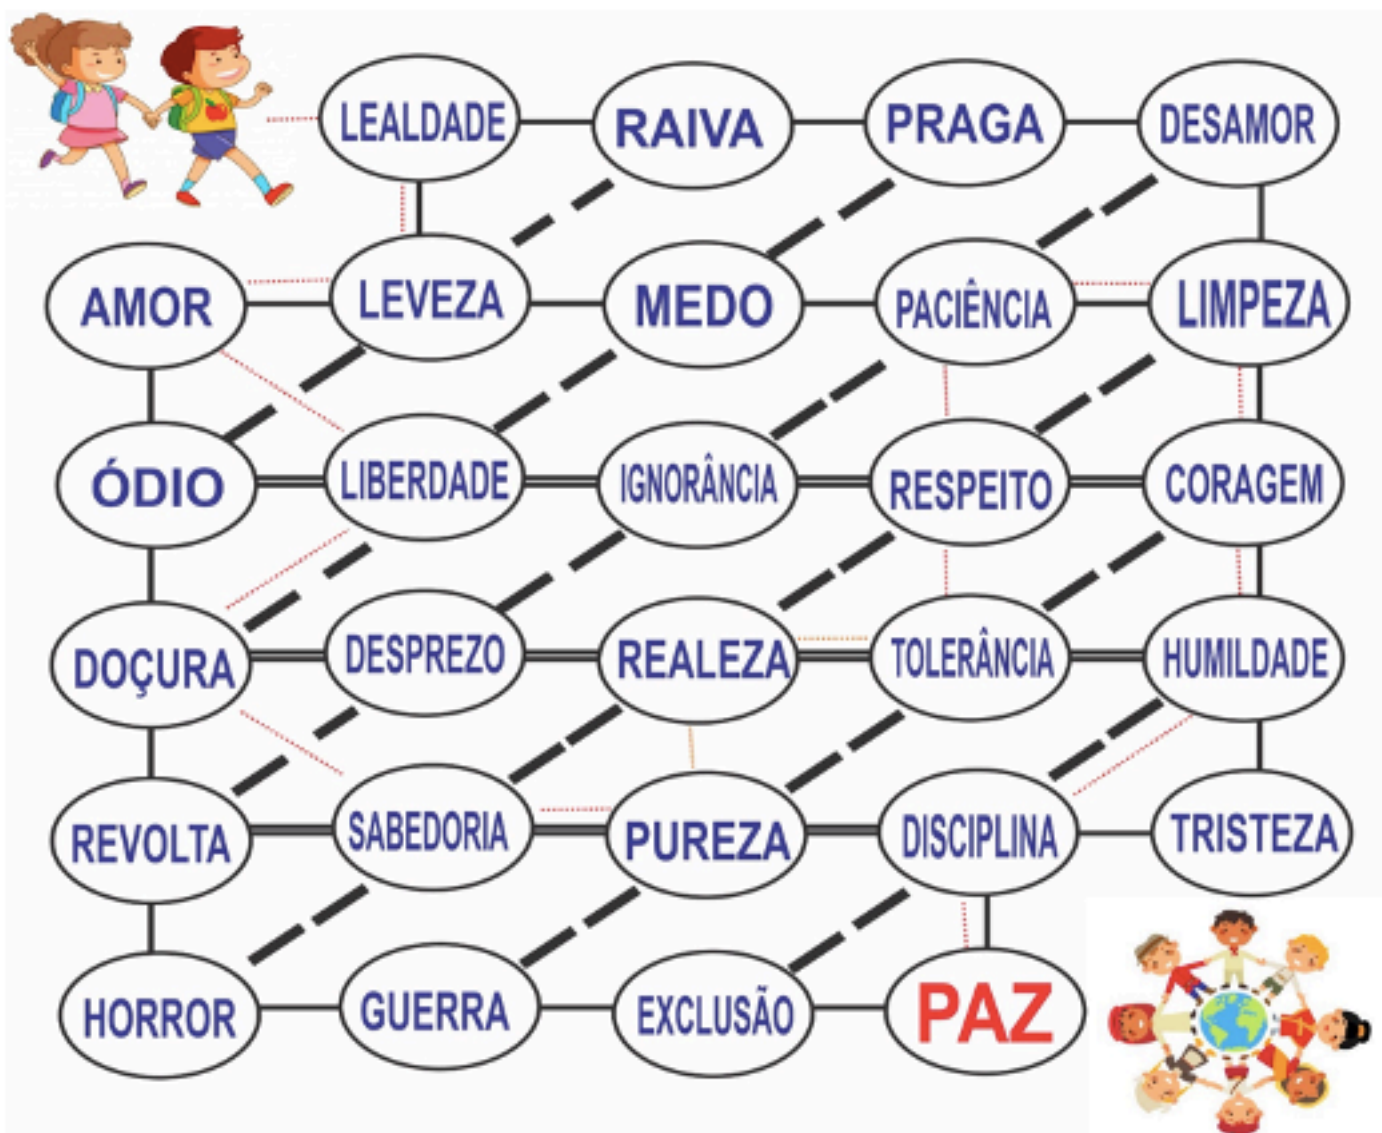 LEALDADE
RAIVA
PRAGA
DESAMOR
AMOR
LEVEZA
MEDO
PACIÊNCIA
LIMPEZA
ÓDIO
LIBERDADE
IGNORÂNCIA
RESPEITO
CORAGEM
DOÇURA
DESPREZO
REALEZA
TOLERÂNCIA
HUMILDADE
REVOLTA
SABEDORIA
PUREZA
DISCIPLINA
TRISTEZA
HORROR
GUERRA
EXCLUSÃO
PAZ